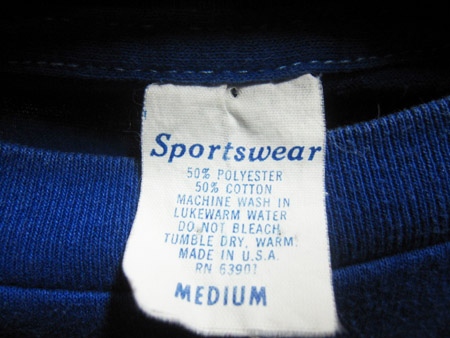 Sportswear
50% POLYESTER
50% COTTON
MACHINE WASH IN
LUKEWARM WATER
DO NOT BLEACH
TUMBLE DRY, WARM
MADE IN U.S.A.
RN 63901
MEDIUM